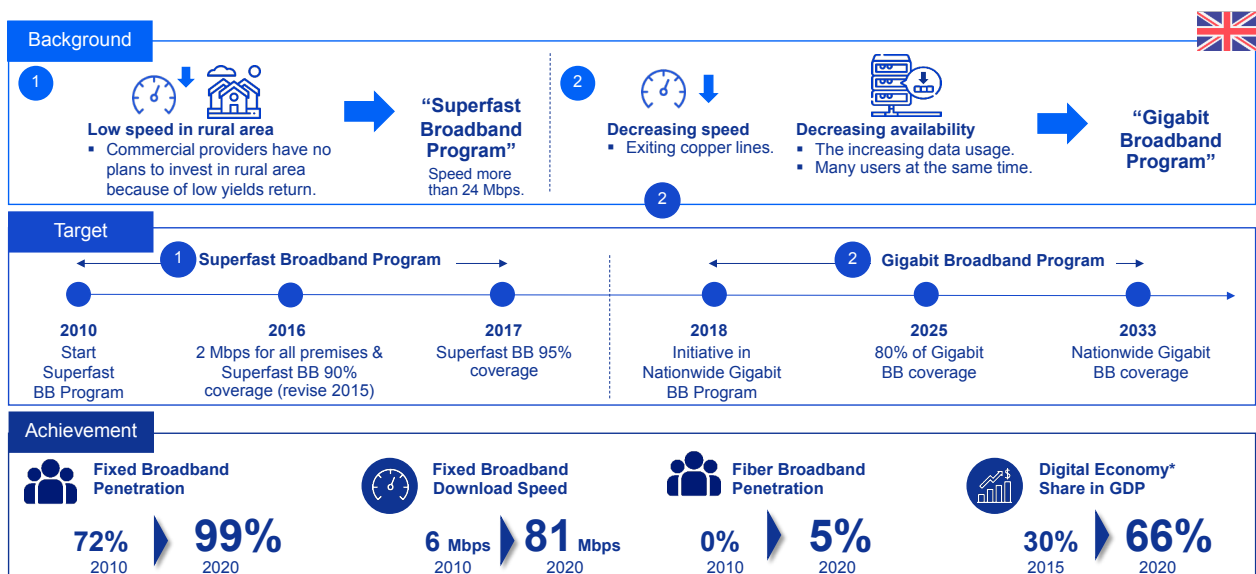 Background
1
Low speed in rural area
▪ Commercial providers have no
plans to invest in rural area
because of low yields return.
“Superfast
Broadband
Program”
Speed more
than 24 Mbps.
2
Decreasing speed
▪ Exiting copper lines.
Decreasing availability
▪ The increasing data usage.
▪ Many users at the same time.
“Gigabit
Broadband
Program”
2
Target
1 Superfast Broadband Program
2 Gigabit Broadband Program
2010
Start
Superfast
BB Program
2016
2 Mbps for all premises &
Superfast BB 90%
coverage (revise 2015)
2017
Superfast BB 95%
coverage
2018
Initiative in
Nationwide Gigabit
BB Program
2025
80% of Gigabit
BB coverage
2033
Nationwide Gigabit
BB coverage
Achievement
Fixed Broadband
Penetration
72% 99%
2010 2020
Fixed Broadband
Download Speed
6 Mbps 81 Mbps
2010 2020
Fiber Broadband
Penetration
0% 5%
2010 2020
$
Digital Economy*
Share in GDP
30% 66%
2015 2020